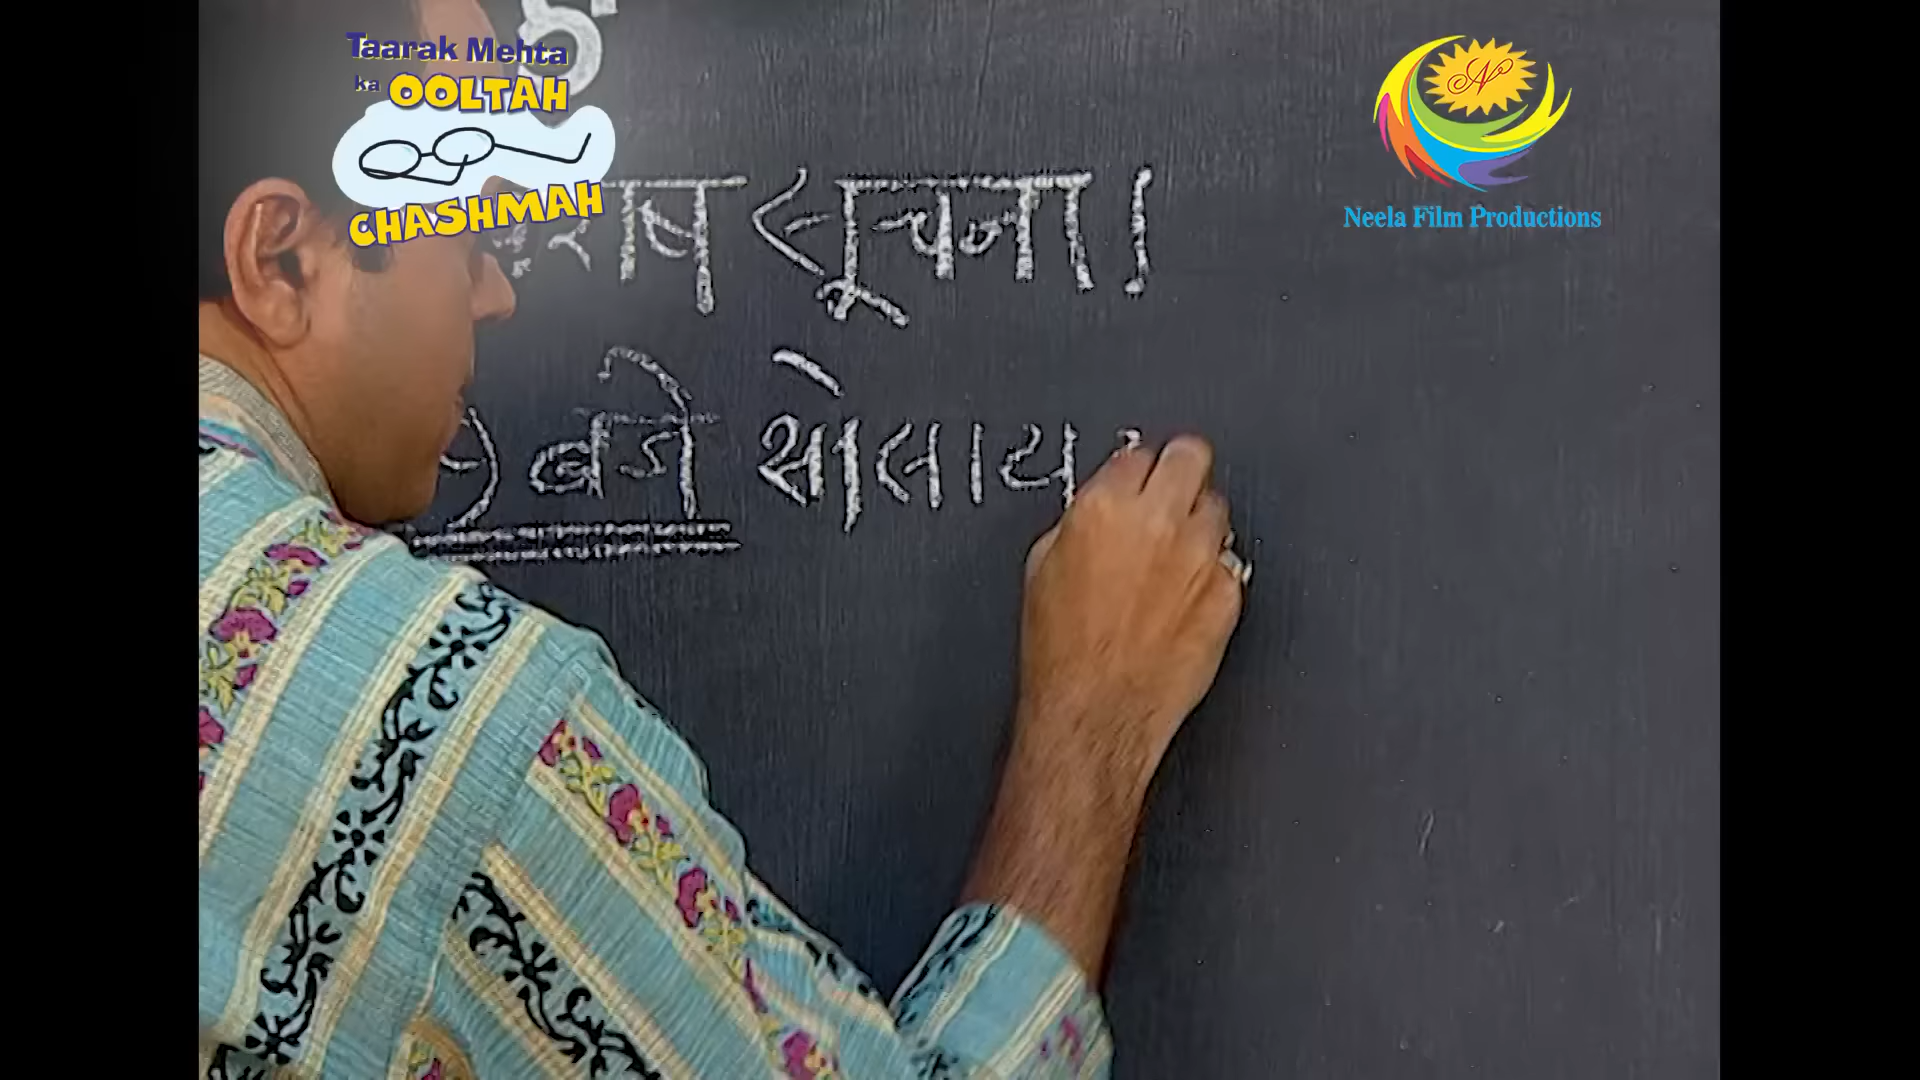 Taarak Mehta
ka OOLTAH
CHASHMAH
Neela Film Productions
सूचना!
बजे